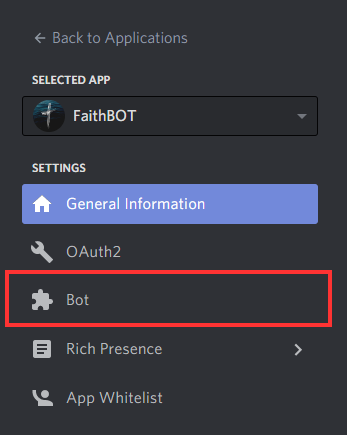 Back to Applications
SELECTED APP
FaithBOT
SETTINGS
General Information
OAuth2
Bot
Rich Presence
App Whitelist